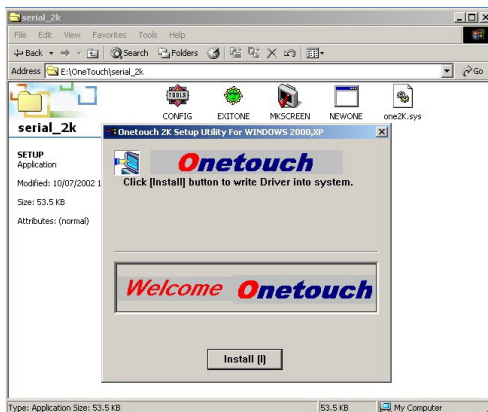 serial_2k
File Edit View Favorites Tools Help
Back Search Folders
Address E:\OneTouch\serial_2k Go
serial_2k
SETUP
Application
Modified: 10/07/2002 1
Size: 53.5 KB
Attributes: (normal)
TOOLS
CONFIG EXITONE MKSCREEN NEWONE one2K.sys
Onetouch 2K Setup Utility For WINDOWS 2000,XP
Onetouch
Click [Install] button to write Driver into system.
Welcome Onetouch
Install (I)
Type: Application Size: 53.5 KB 53.5 KB My Computer